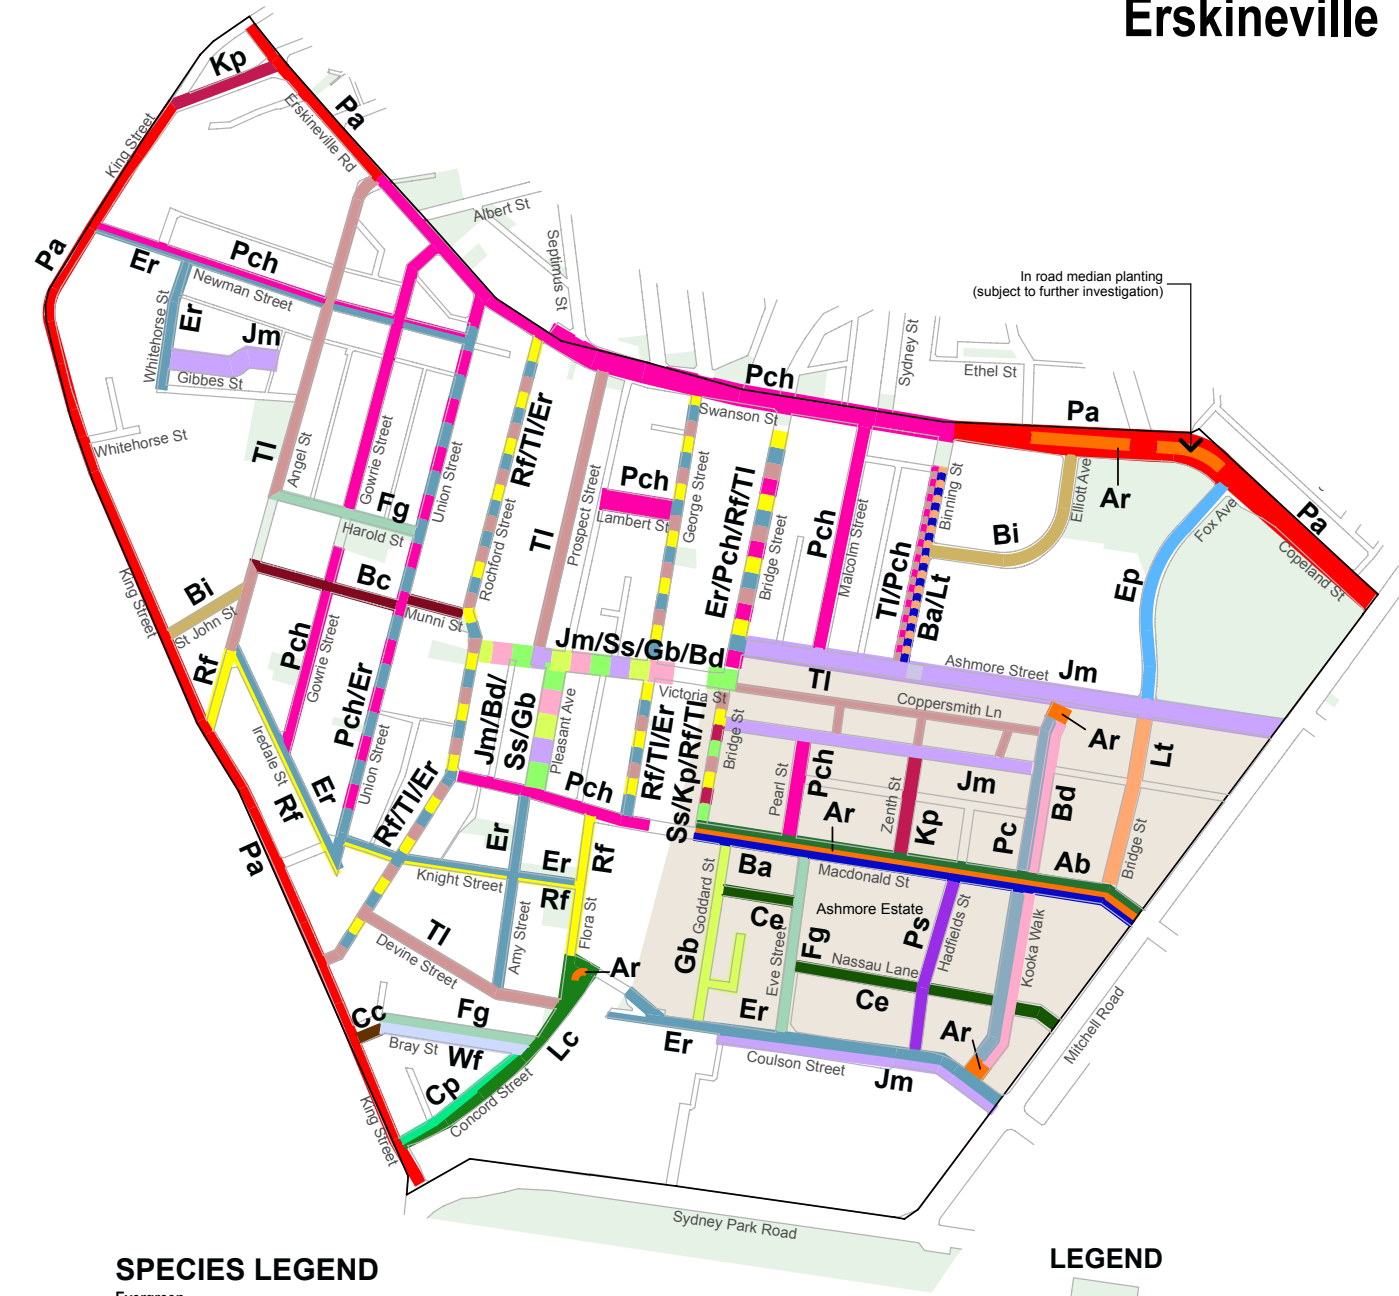 Erskineville
Kp
Pa
King Street
Erskineville Rd
Albert St
Septimus St
Pa
Er
Pch
Newman Street
Whitehorse St
Er
Jm
Gibbes St
In road median planting
(subject to further investigation)
Sydney St
Ethel St
Pch
Swanson St
Pa
Ar
Elliott Ave
Whitehorse St
Tl
Angel St
Gowrie Street
Union Street
Rf/Tl/Er
Rochford Street
Tl
Prospect Street
Pch
Lambert St
George Street
Er/Pch/Rf/Tl
Bridge Street
Pch
Malcolm Street
Tl/Pch
Binning St
Ba/Lt
Bi
Ep
Fox Ave
Pa
Copeland St
Fg
Harold St
King Street
Bi
St John St
Bc
Munni St
Rf
Pch
Gowrie Street
Pch/Er
Union Street
Jm/Ss/Gb/Bd
Victoria St
Tl
Ashmore Street
Jm
Coppersmith Ln
Iredale St
Er
Rf
Rf/Tl/Er
Jm/Bd/
Ss/Gb
Pleasant Ave
Pch
Rf/Tl/Er
Ss/Kp/Rf/Tl
Bridge St
Pearl St
Pch
Ar
Zenth St
Kp
Jm
Pc
Bd
Ar
Lt
Bridge St
Pa
Knight Street
Er
Er
Rf
Rf
Flora St
Ba
Goddard St
Ce
Macdonald St
Ab
Ashmore Estate
Tl
Devine Street
Amy Street
Ar
Gb
Eve Street
Fg
Nassau Lane
Ce
Ps
Hadfields St
Kooka Walk
Ar
Mitchell Road
Cc
Fg
Bray St
Wf
Lc
Er
Er
Coulson Street
Jm
Cp
Concord Street
King Street
Sydney Park Road
SPECIES LEGEND
Evergreen
LEGEND